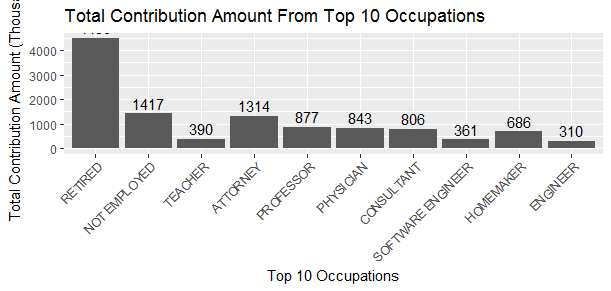 Total Contribution Amount From Top 10 Occupations
Total Contribution Amount
4000
3000
2000
1000
0
1417
390
1314
877
843
806
361
686
310
RETIRED
NOT EMPLOYED
TEACHER
ATTORNEY
PROFESSOR
PHYSICIAN
CONSULTANT
SOFTWARE ENGINEER
HOMEMAKER
ENGINEER
Top 10 Occupations